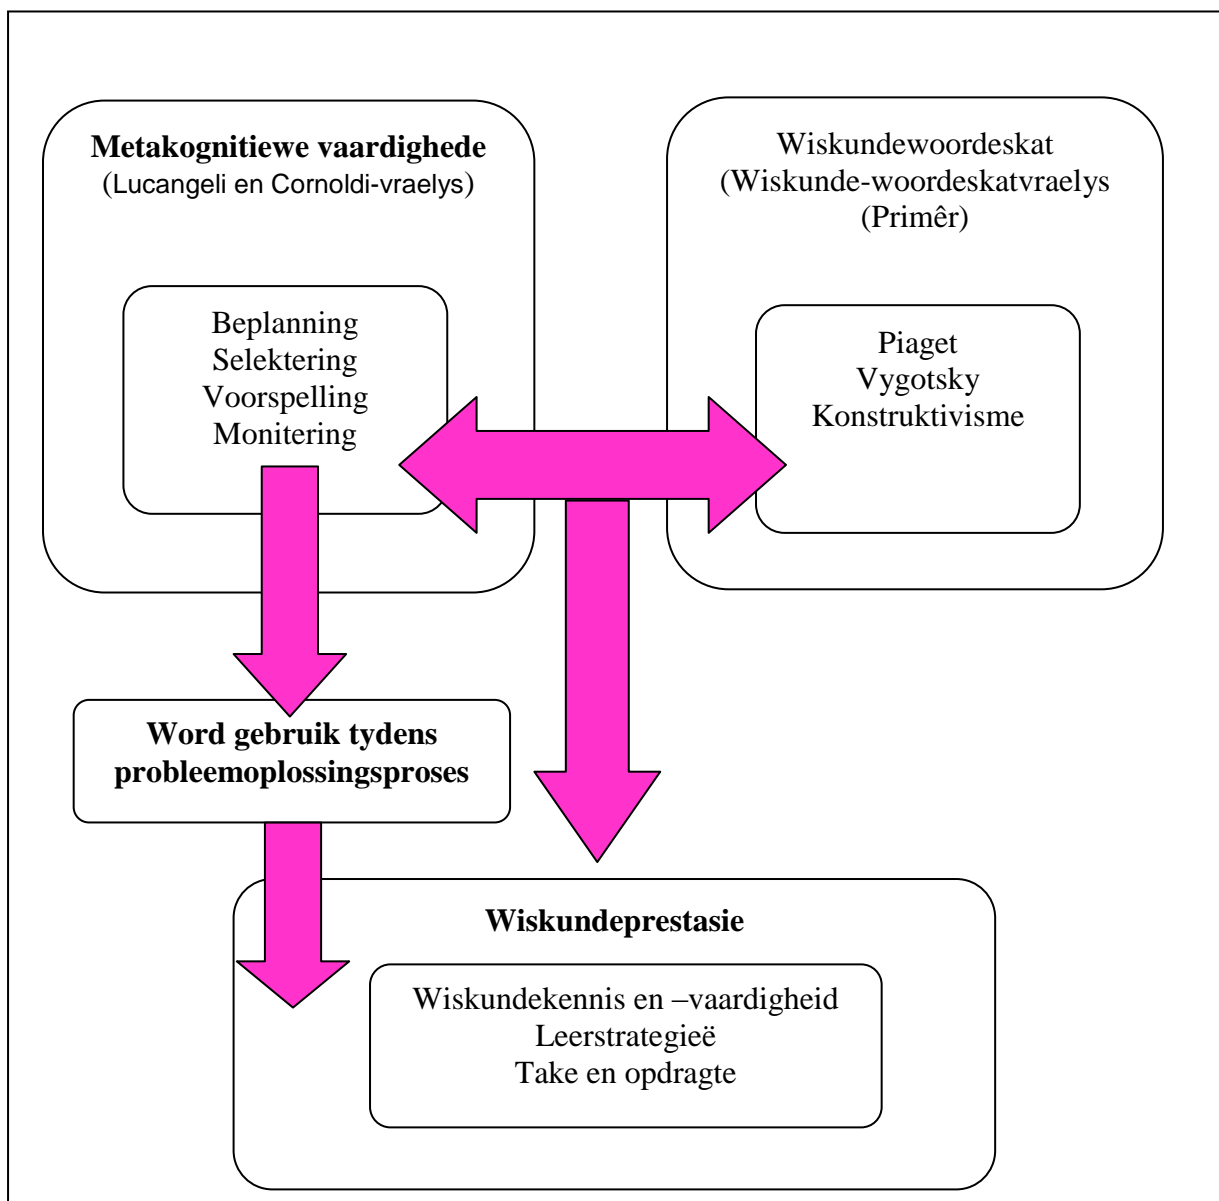 Metakognitiewe vaardighede
(Lucangeli en Cornoldi-vraelys)
Beplanning
Selektering
Voorspelling
Monitering
Wiskundewoordeskat
(Wiskunde-woordeskatvraelys
(Primêr)
Piaget
Vygotsky
Konstruktivisme
Word gebruik tydens
probleemoplossingsproses
Wiskundeprestasie
Wiskundekennis en –vaardigheid
Leerstrategieë
Take en opdragte